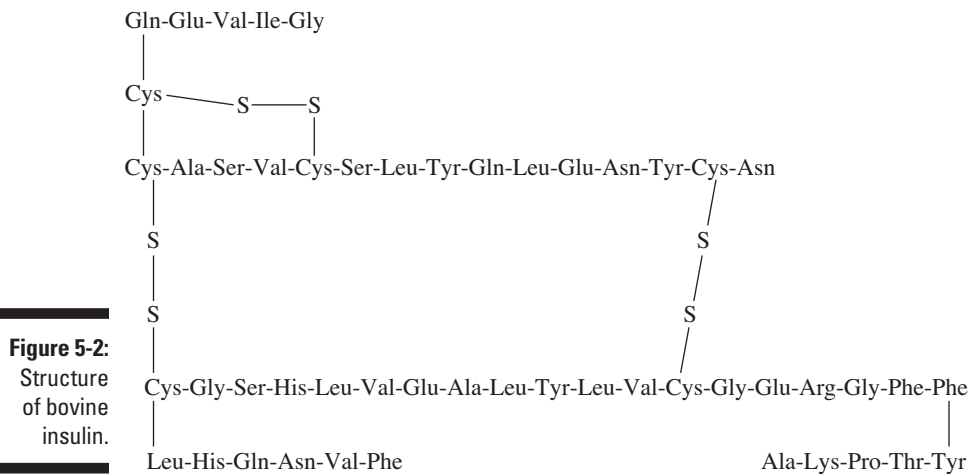 Gln-Glu-Val-Ile-Gly
Cys
S
S
Cys-Ala-Ser-Val-Cys-Ser-Leu-Tyr-Gln-Leu-Glu-Asn-Tyr-Cys-Asn
S
S
S
S
Cys-Gly-Ser-His-Leu-Val-Glu-Ala-Leu-Tyr-Leu-Val-Cys-Gly-Glu-Arg-Gly-Phe-Phe
Leu-His-Gln-Asn-Val-Phe
Ala-Lys-Pro-Thr-Tyr
Figure 5-2:
Structure
of bovine
insulin.